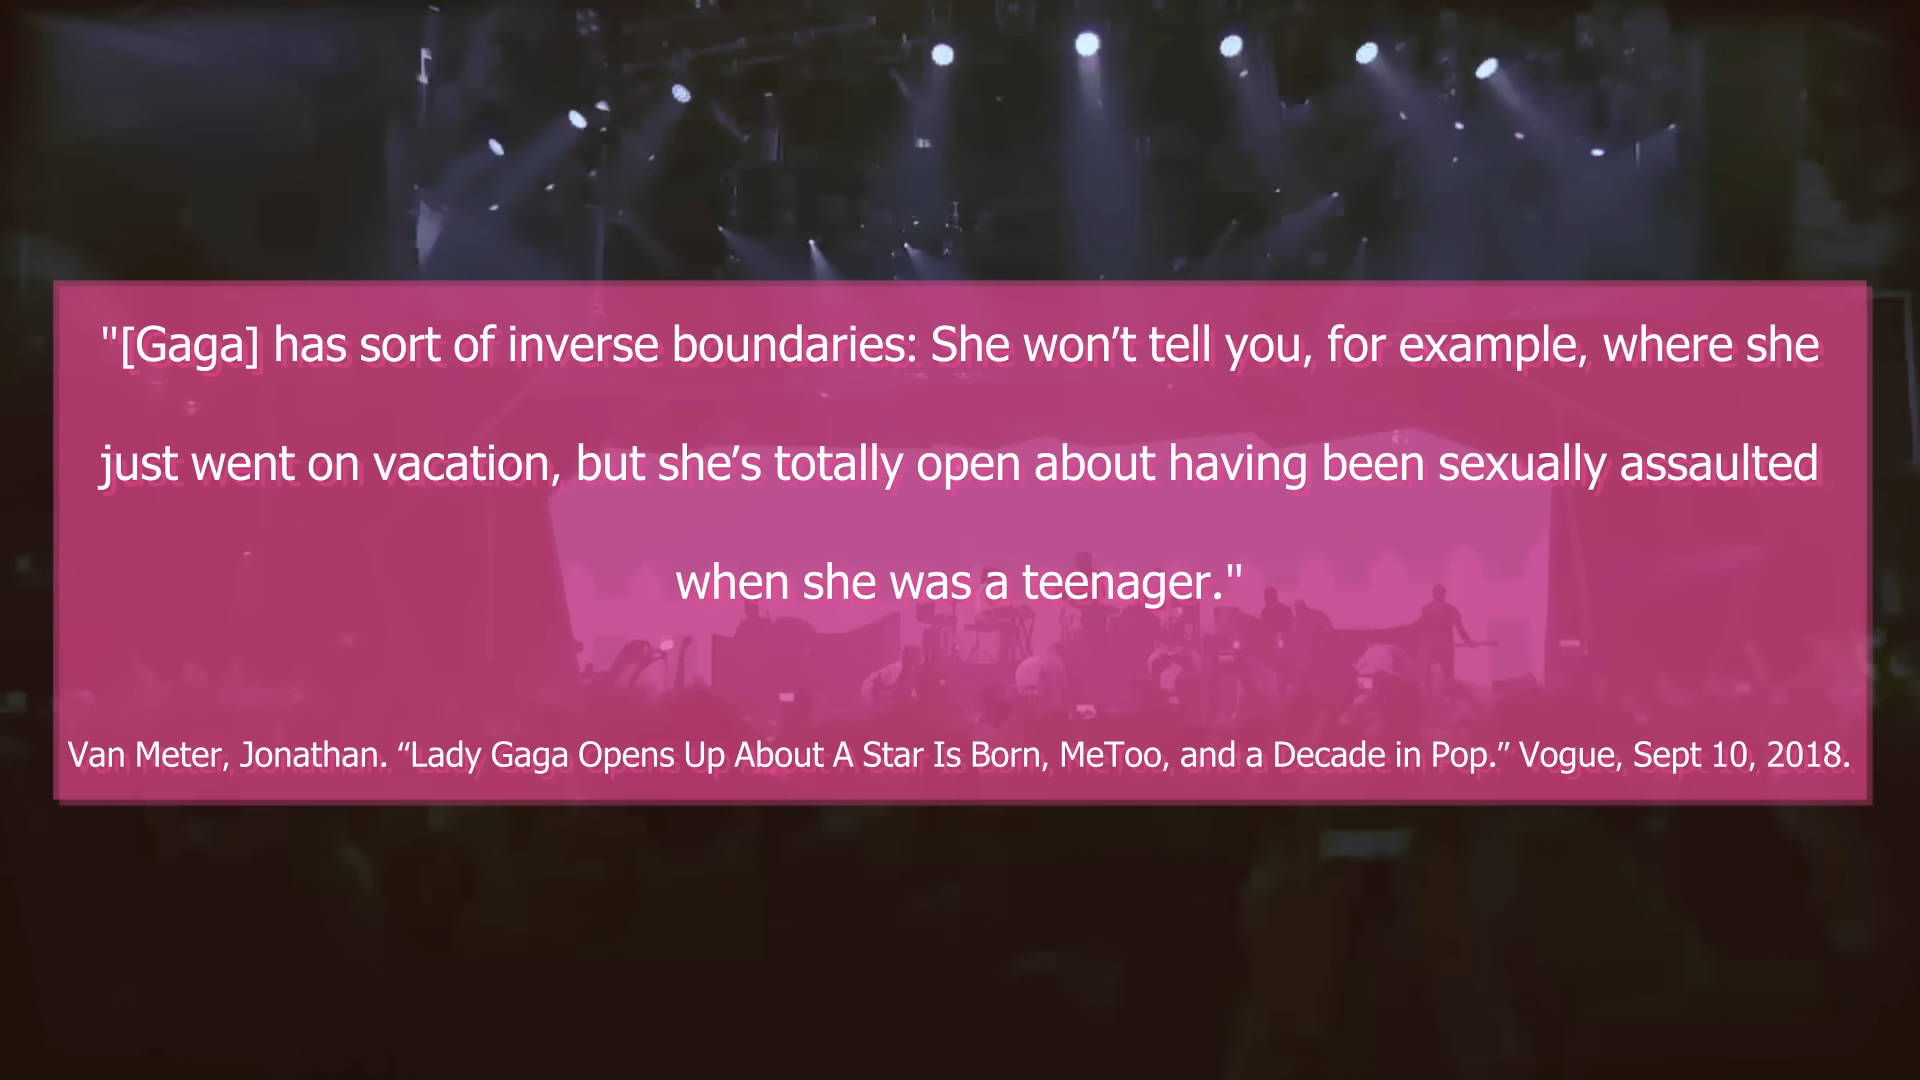 "[Gaga] has sort of inverse boundaries: She won’t tell you, for example, where she
just went on vacation, but she’s totally open about having been sexually assaulted
when she was a teenager."
Van Meter, Jonathan. “Lady Gaga Opens Up About A Star Is Born, MeToo, and a Decade in Pop.” Vogue, Sept 10, 2018.